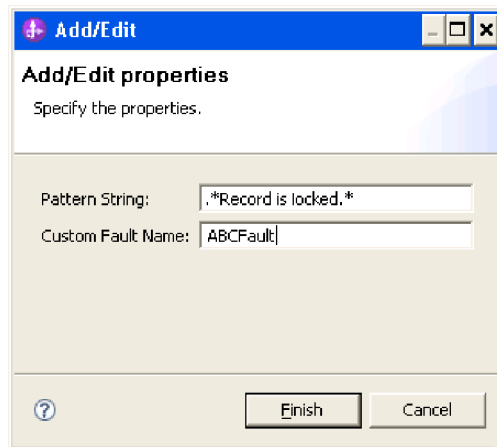 Add/Edit
Add/Edit properties
Specify the properties.
Pattern String: .*Record is locked.*
Custom Fault Name: ABCFault
?
Finish Cancel